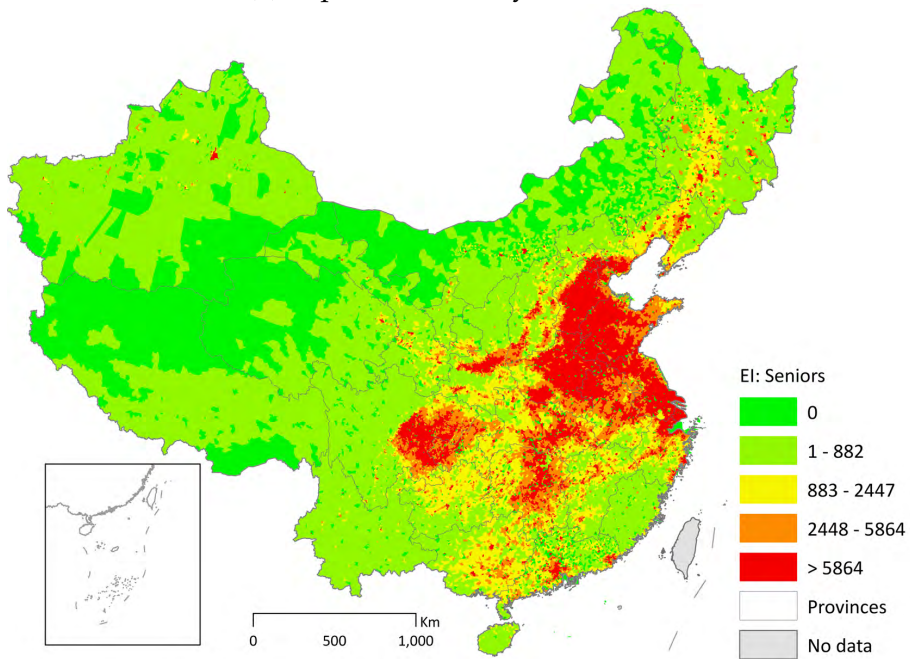 EI: Seniors
0
1 - 882
883 - 2447
2448 - 5864
> 5864
Provinces
No data
Km
0 500 1,000